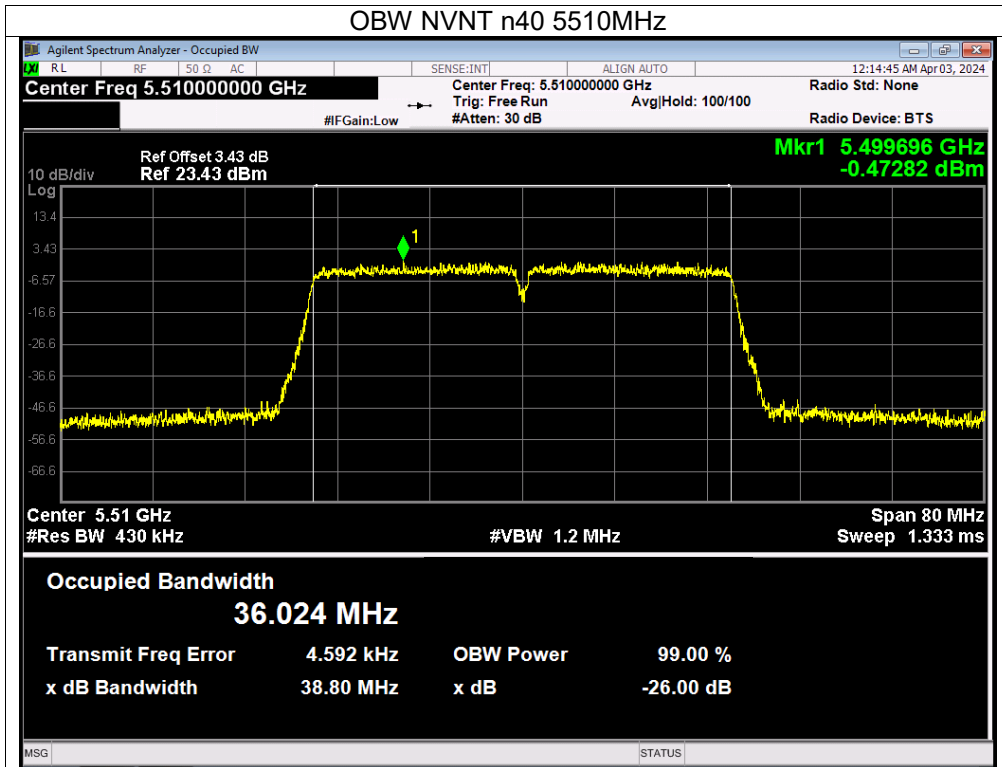 OBW NVNT n40 5510MHz
Agilent Spectrum Analyzer - Occupied BW
LXI RL RF 50 Ω AC SENSE:INT ALIGN AUTO 12:14:45 AM Apr 03, 2024
Center Freq 5.510000000 GHz Center Freq: 5.510000000 GHz Radio Std: None
Trig: Free Run Avg|Hold: 100/100
#IFGain:Low #Atten: 30 dB Radio Device: BTS
Mkr1 5.499696 GHz
-0.47282 dBm
Ref Offset 3.43 dB
10 dB/div Ref 23.43 dBm
Log
13.4
3.43
-6.57
-16.6
-26.6
-36.6
-46.6
-56.6
-66.6
1
Center 5.51 GHz Span 80 MHz
#Res BW 430 kHz #VBW 1.2 MHz Sweep 1.333 ms
Occupied Bandwidth
36.024 MHz
Transmit Freq Error 4.592 kHz OBW Power 99.00 %
x dB Bandwidth 38.80 MHz x dB -26.00 dB
MSG STATUS